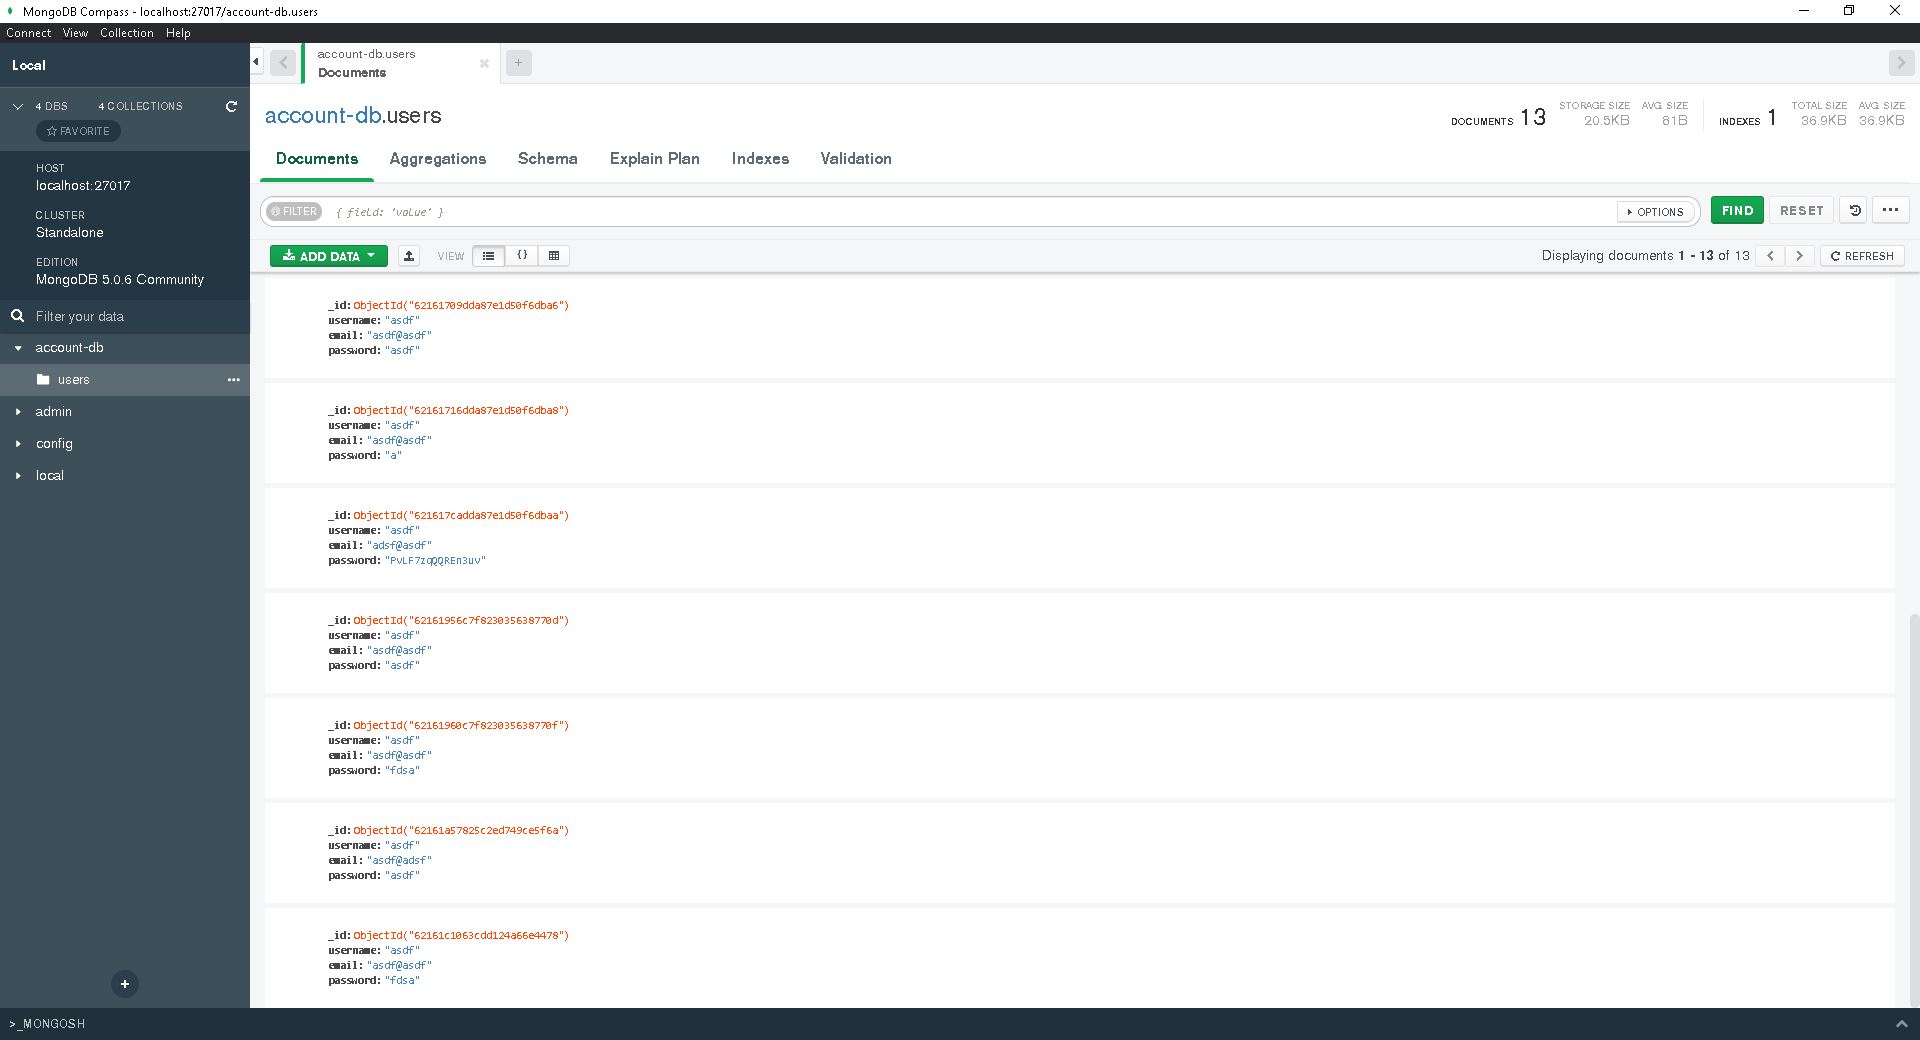 MongoDB Compass - localhost:27017/account-db.users
Connect View Collection Help
Local
4 DBS 4 COLLECTIONS
FAVORITE
HOST
localhost:27017
CLUSTER
Standalone
EDITION
MongoDB 5.0.6 Community
Filter your data
account-db
users
admin
config
local
>_MONGOSH
account-db.users
Documents
account-db.users
DOCUMENTS 13
STORAGE SIZE
20.5KB
AVG. SIZE
81B
INDEXES 1
TOTAL SIZE
36.9KB
AVG. SIZE
36.9KB
Documents Aggregations Schema Explain Plan Indexes Validation
FILTER { field: 'value' } OPTIONS FIND RESET
ADD DATA VIEW {} Displaying documents 1 - 13 of 13 REFRESH
_id: ObjectId("62161709dda87e1d50f6dba6")
username: "asdf"
email: "asdf@asdf"
password: "asdf"
_id: ObjectId("62161716dda87e1d50f6dba8")
username: "asdf"
email: "asdf@asdf"
password: "a"
_id: ObjectId("621617cadda87e1d50f6dbaa")
username: "asdf"
email: "adsf@asdf"
password: "PvLF7zqQQREn3uv"
_id: ObjectId("62161956c7f823035638770d")
username: "asdf"
email: "asdf@asdf"
password: "asdf"
_id: ObjectId("62161960c7f823035638770f")
username: "asdf"
email: "asdf@asdf"
password: "fdsa"
_id: ObjectId("62161a57825c2ed749ce5f6a")
username: "asdf"
email: "asdf@adsf"
password: "asdf"
_id: ObjectId("62161c1063cdd124a66e4478")
username: "asdf"
email: "asdf@asdf"
password: "fdsa"